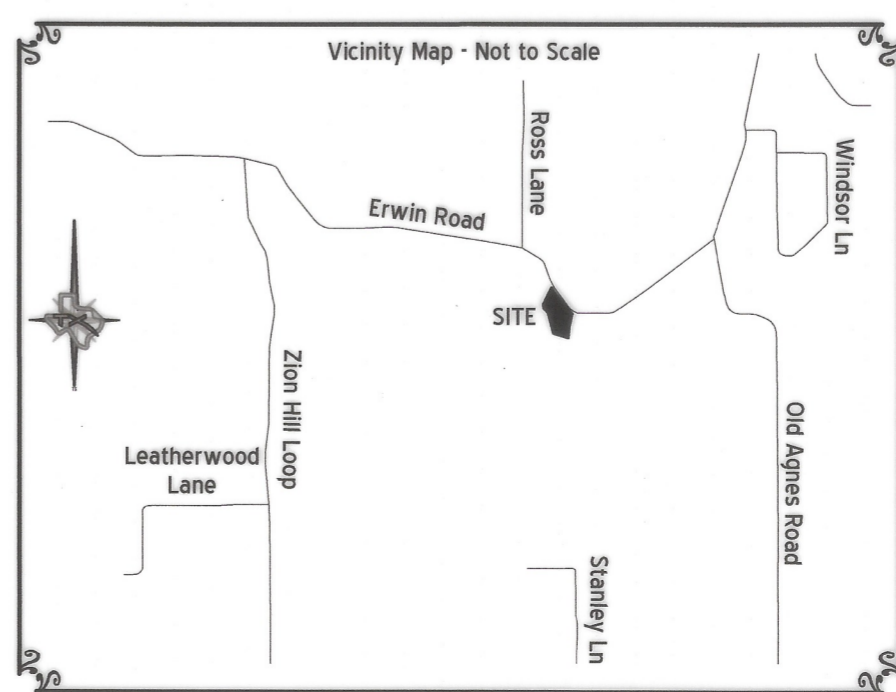 Vicinity Map - Not to Scale
Ross Lane
Windsor Ln
Erwin Road
TX
SITE
Zion Hill Loop
Old Agnes Road
Leatherwood
Lane
Stanley Ln